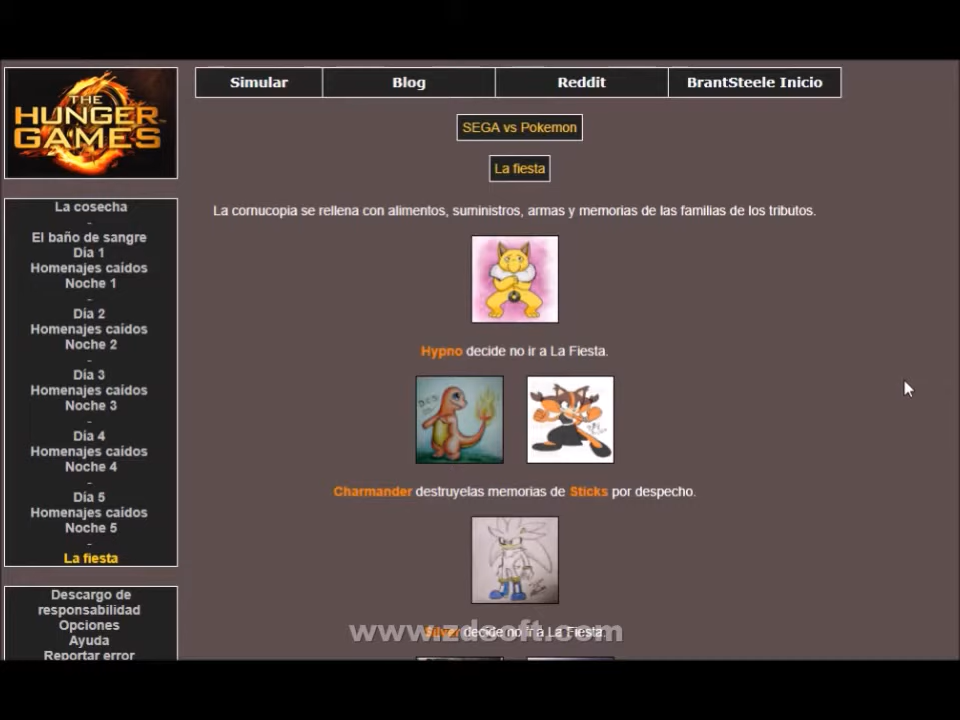 THE
HUNGER
GAMES
Simular
Blog
Reddit
BrantSteele Inicio
SEGA vs Pokemon
La fiesta
La cornucopia se rellena con alimentos, suministros, armas y memorias de las familias de los tributos.
Hypno decide no ir a La Fiesta.
Charmander destruyelas memorias de Sticks por despecho.
Silver decide no ir a La Fiesta.
www.zdsoft.com
La cosecha
-
El baño de sangre
Día 1
Homenajes caídos
Noche 1
-
Día 2
Homenajes caídos
Noche 2
-
Día 3
Homenajes caídos
Noche 3
-
Día 4
Homenajes caídos
Noche 4
-
Día 5
Homenajes caídos
Noche 5
-
La fiesta
Descargo de
responsabilidad
Opciones
Ayuda
Reportar error